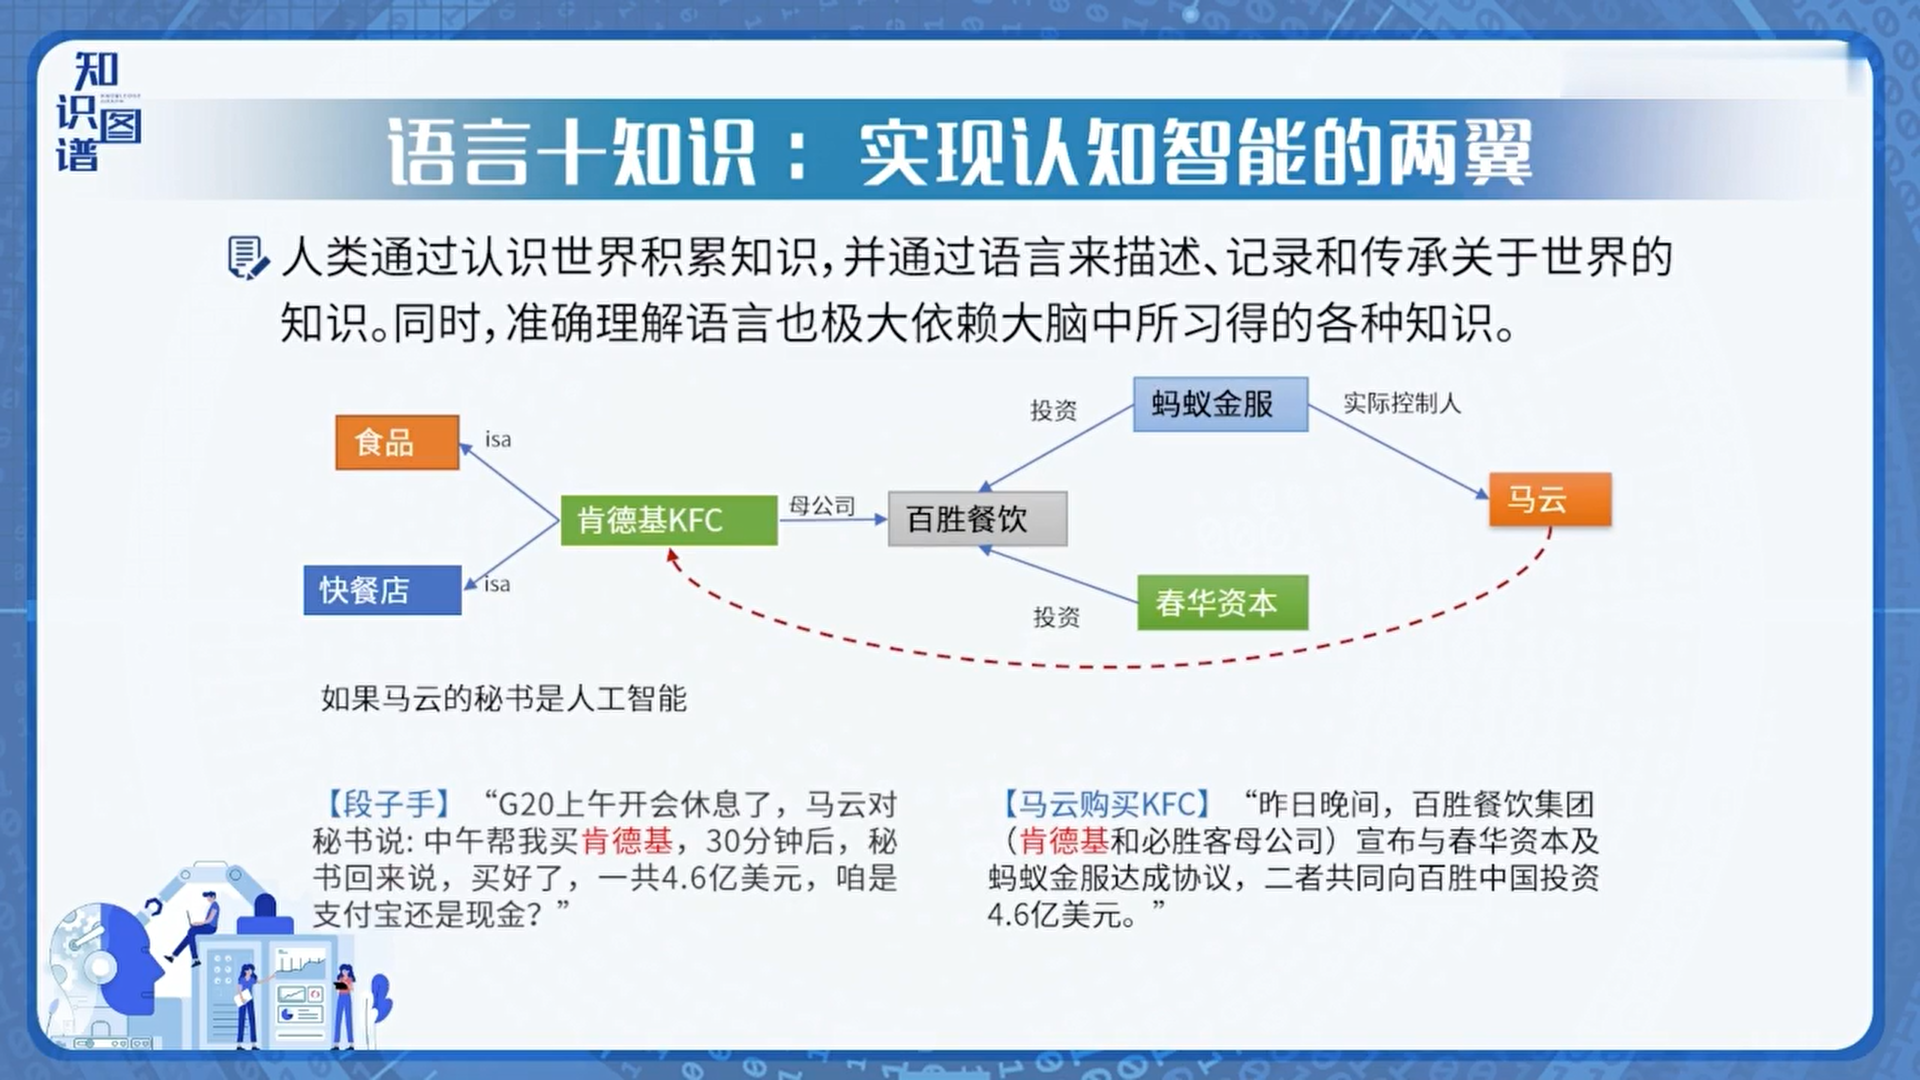 知
识图
谱
语言十知识：实现认知智能的两翼
人类通过认识世界积累知识，并通过语言来描述、记录和传承关于世界的
知识。同时，准确理解语言也极大依赖大脑中所习得的各种知识。
投资
蚂蚁金服
实际控制人
食品
isa
马云
肯德基KFC
母公司
百胜餐饮
快餐店
isa
投资
春华资本
如果马云的秘书是人工智能
【段子手】“G20上午开会休息了，马云对
秘书说: 中午帮我买肯德基，30分钟后，秘
书回来说，买好了，一共4.6亿美元，咱是
支付宝还是现金？”
【马云购买KFC】“昨日晚间，百胜餐饮集团
（肯德基和必胜客母公司）宣布与春华资本及
蚂蚁金服达成协议，二者共同向百胜中国投资
4.6亿美元。”